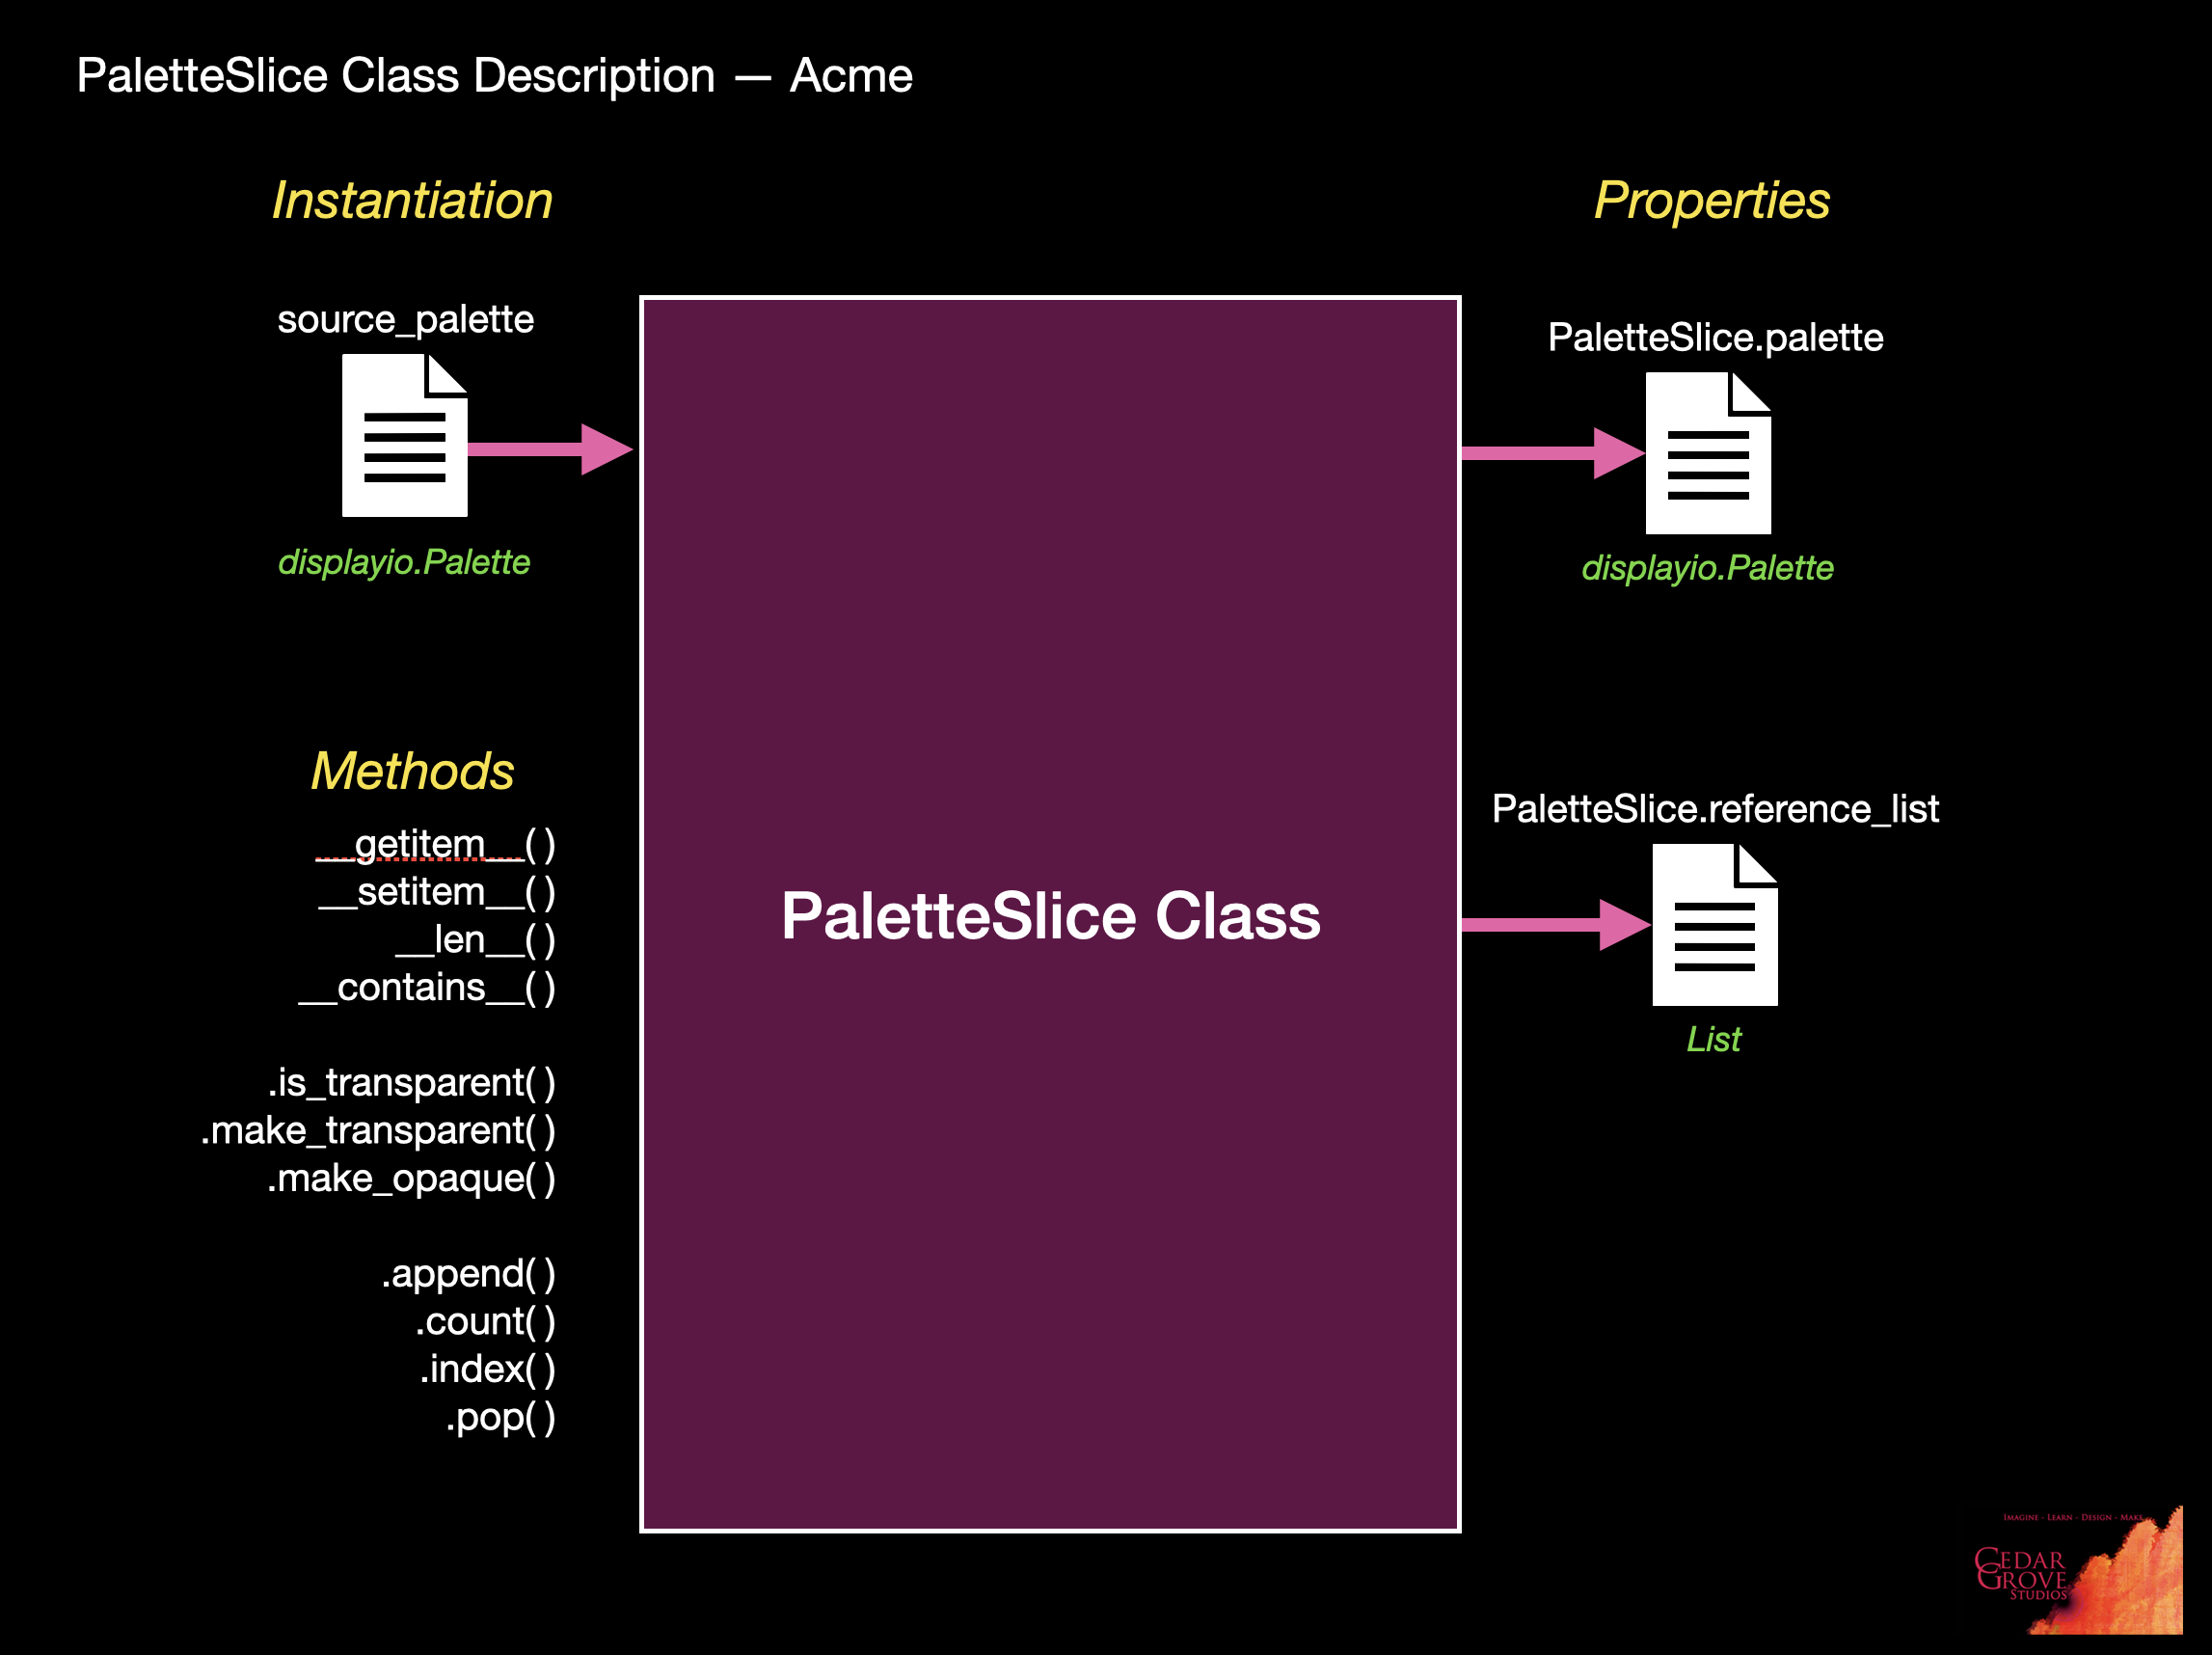 PaletteSlice Class Description — Acme
Instantiation
source_palette
displayio.Palette
Methods
__getitem__( )
__setitem__( )
__len__( )
__contains__( )
.is_transparent( )
.make_transparent( )
.make_opaque( )
.append( )
.count( )
.index( )
.pop( )
PaletteSlice Class
Properties
PaletteSlice.palette
displayio.Palette
PaletteSlice.reference_list
List
Imagine - Learn - Design - Make
Cedar
Grove
Studios